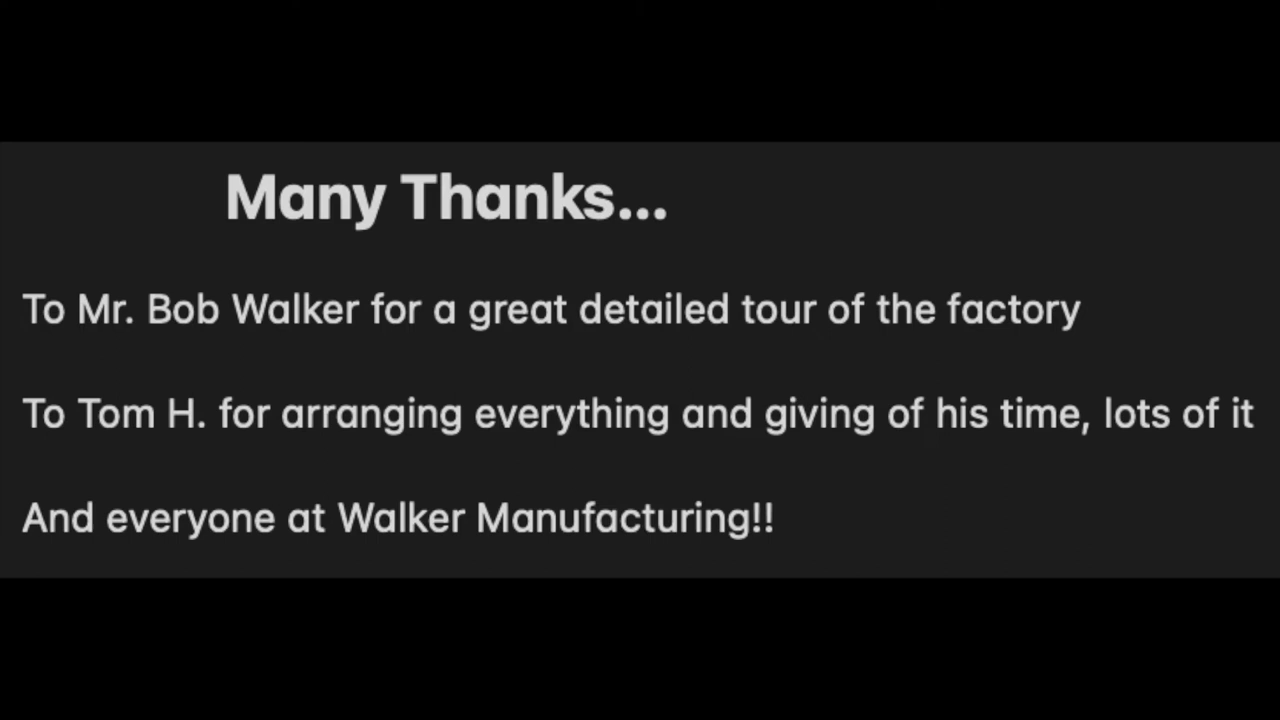 Many Thanks...
To Mr. Bob Walker for a great detailed tour of the factory
To Tom H. for arranging everything and giving of his time, lots of it
And everyone at Walker Manufacturing!!